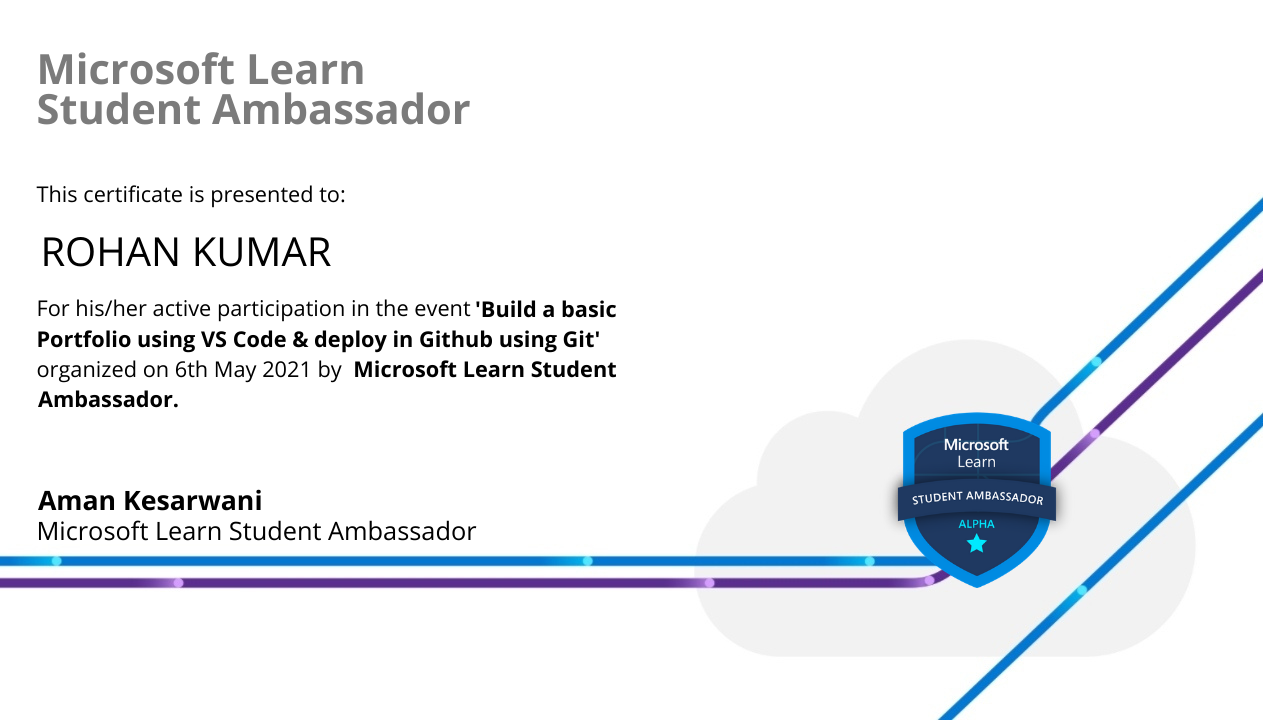 Microsoft Learn
Student Ambassador
This certificate is presented to:
ROHAN KUMAR
For his/her active participation in the event 'Build a basic
Portfolio using VS Code & deploy in Github using Git'
organized on 6th May 2021 by Microsoft Learn Student
Ambassador.
Aman Kesarwani
Microsoft Learn Student Ambassador
Microsoft
Learn
STUDENT AMBASSADOR
ALPHA